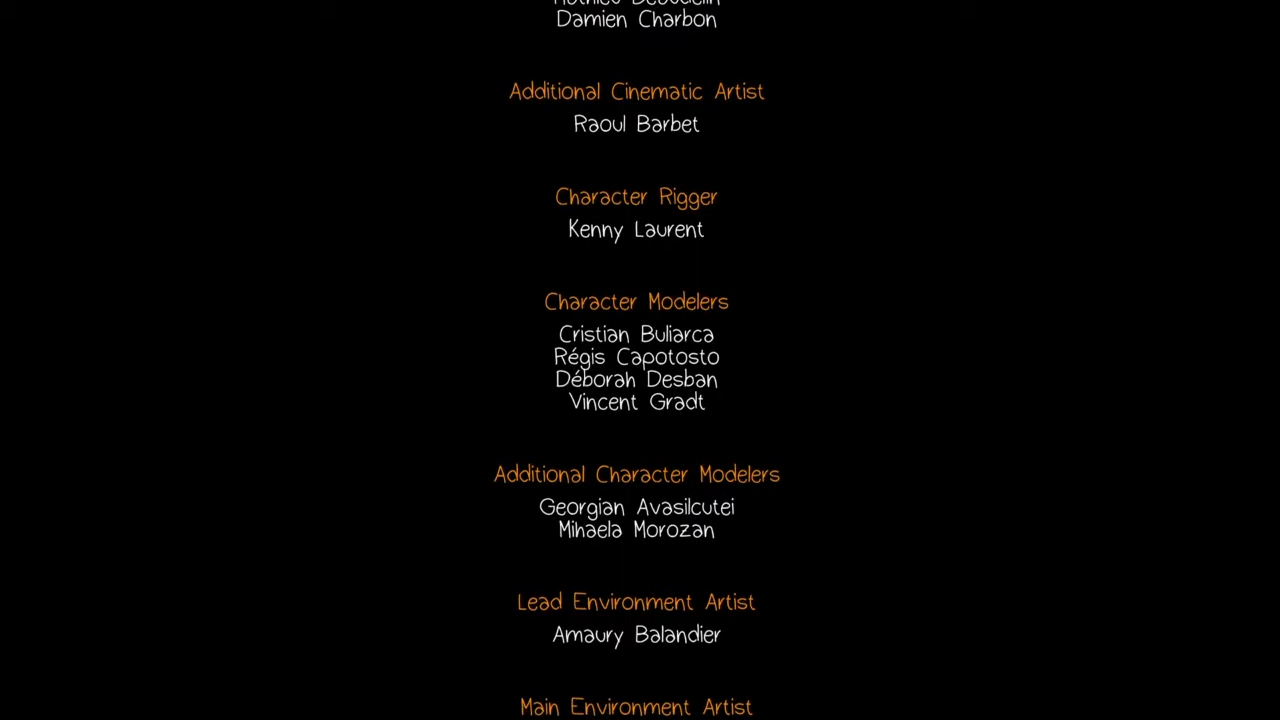 Damien Charbon
Additional Cinematic Artist
Raoul Barbet
Character Rigger
Kenny Laurent
Character Modelers
Cristian Buliarca
Régis Capotosto
Déborah Desban
Vincent Gradt
Additional Character Modelers
Georgian Avasilcutei
Mihaela Morozan
Lead Environment Artist
Amaury Balandier
Main Environment Artist